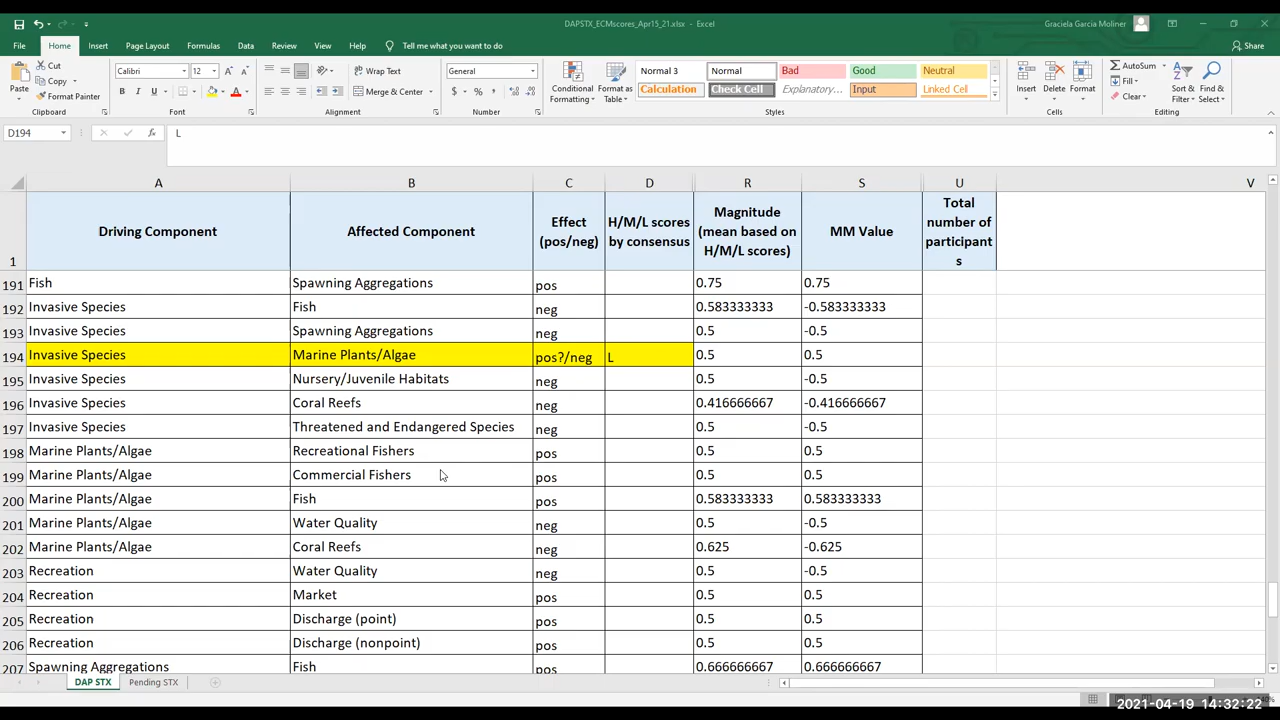 DAPSTX_ECMscores_Apr15_21.xlsx - Excel
Graciela Garcia Moliner
File Home Insert Page Layout Formulas Data Review View Help Tell me what you want to do Share
Paste
Cut
Copy
Format Painter
Clipboard
Calibri 12
B I U
Font
Wrap Text
Merge & Center
Alignment
General
$ % ,
Number
Conditional Formatting
Format as Table
Normal 3 Normal Bad Good Neutral
Calculation Check Cell Explanatory... Input Linked Cell
Styles
Insert Delete Format
Cells
AutoSum
Fill
Clear
Sort & Filter
Find & Select
Editing
D194 fx L
A B C D R S U V
1 Driving Component Affected Component Effect (pos/neg) H/M/L scores by consensus Magnitude (mean based on H/M/L scores) MM Value Total number of participants
191 Fish Spawning Aggregations pos 0.75 0.75
192 Invasive Species Fish neg 0.583333333 -0.583333333
193 Invasive Species Spawning Aggregations neg 0.5 -0.5
194 Invasive Species Marine Plants/Algae pos?/neg L 0.5 0.5
195 Invasive Species Nursery/Juvenile Habitats neg 0.5 -0.5
196 Invasive Species Coral Reefs neg 0.416666667 -0.416666667
197 Invasive Species Threatened and Endangered Species neg 0.5 -0.5
198 Marine Plants/Algae Recreational Fishers pos 0.5 0.5
199 Marine Plants/Algae Commercial Fishers pos 0.5 0.5
200 Marine Plants/Algae Fish pos 0.583333333 0.583333333
201 Marine Plants/Algae Water Quality neg 0.5 -0.5
202 Marine Plants/Algae Coral Reefs neg 0.625 -0.625
203 Recreation Water Quality neg 0.5 -0.5
204 Recreation Market pos 0.5 0.5
205 Recreation Discharge (point) pos 0.5 0.5
206 Recreation Discharge (nonpoint) pos 0.5 0.5
207 Spawning Aggregations Fish pos 0.666666667 0.666666667
DAP STX Pending STX
2021-04-19 14:32:22